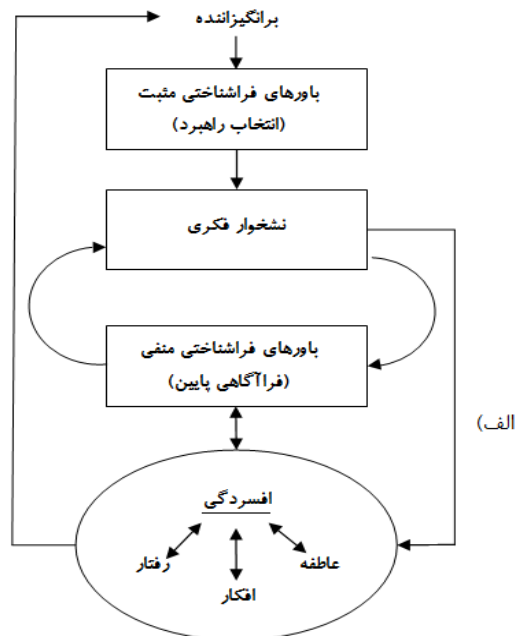 برانگیزاننده
باورهای فراشناختی مثبت
(انتخاب راهبرد)
نشخوار فکری
باورهای فراشناختی منفی
(فراآگاهی پایین)
الف)
افسردگی
عاطفه
رفتار
افکار